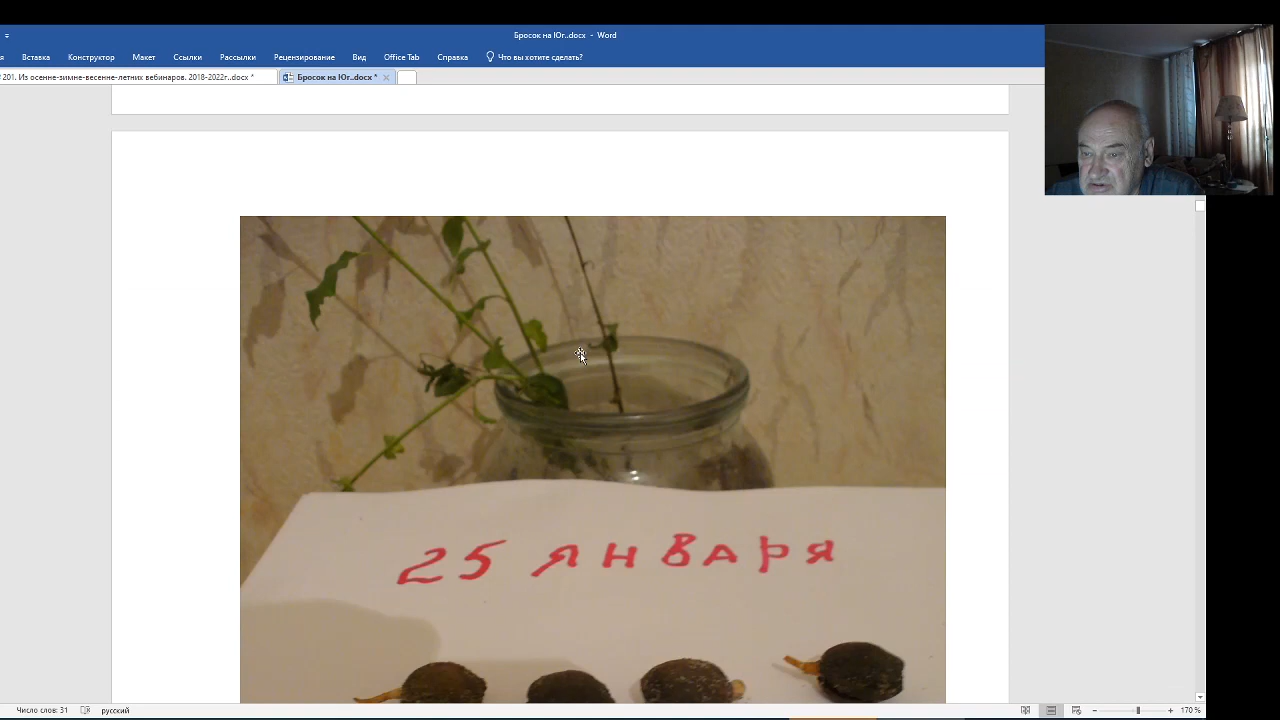 Бросок на Юг..docx - Word
я Вставка Конструктор Макет Ссылки Рассылки Рецензирование Вид Office Tab Справка Что вы хотите сделать?
201. Из осенне-зимне-весенне-летних вебинаров. 2018-2022г..docx * Бросок на Юг..docx *
25 ЯНВАРЯ
Число слов: 31 русский 170 %